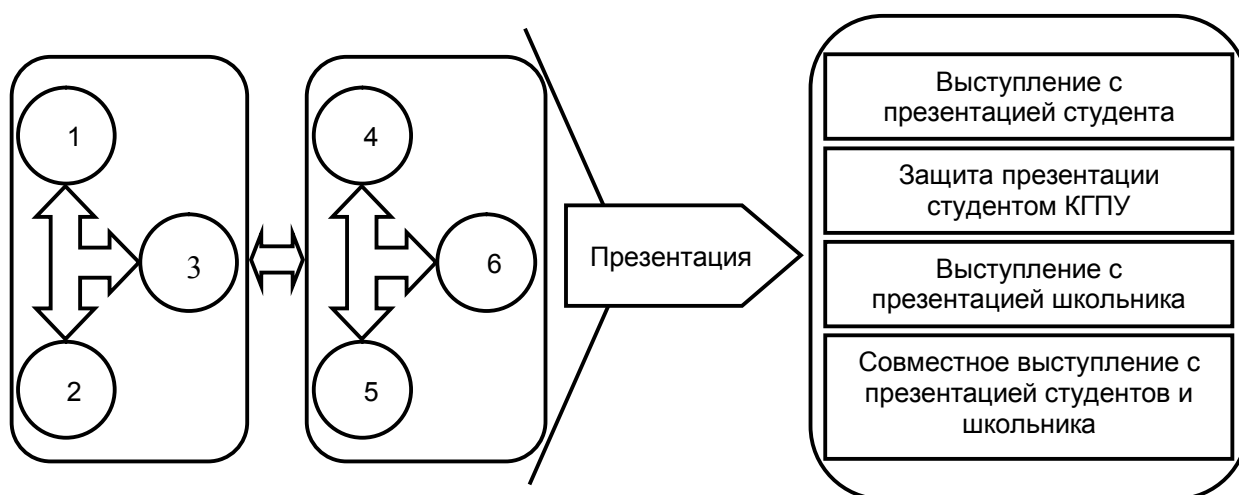 1
2
3
4
5
6
Презентация
Выступление с
презентацией студента
Защита презентации
студентом КГПУ
Выступление с
презентацией школьника
Совместное выступление с
презентацией студентов и
школьника